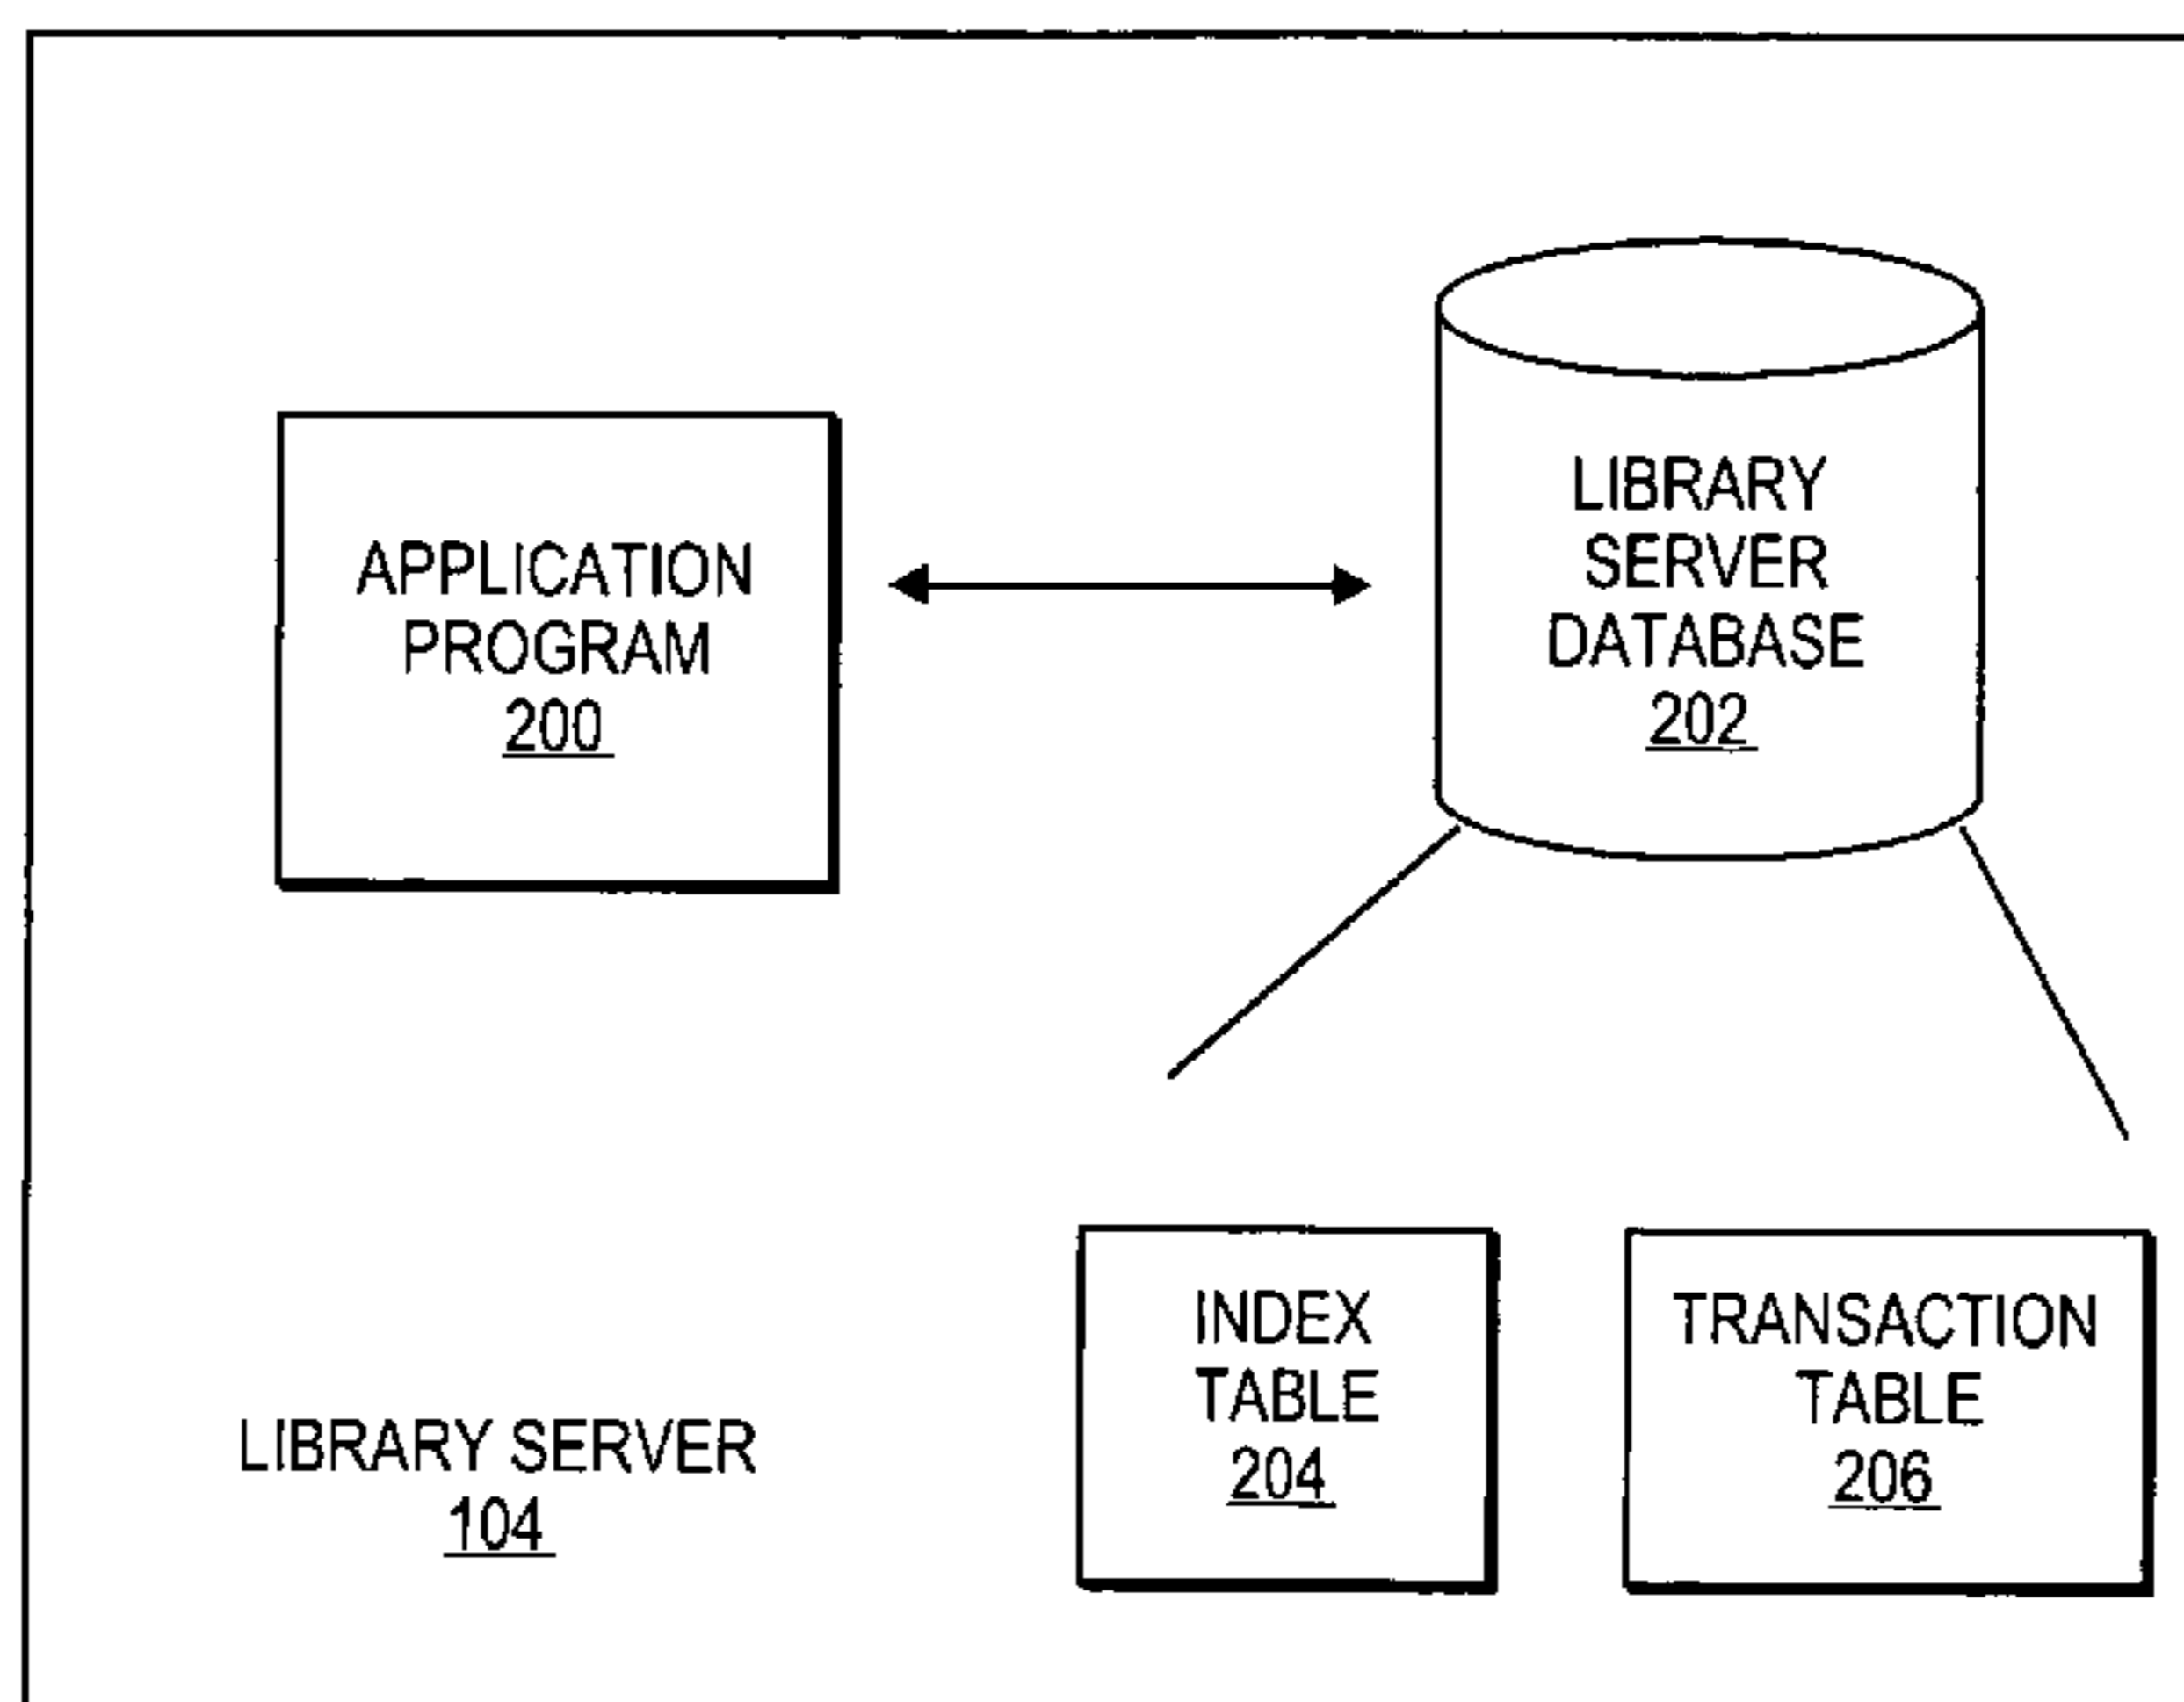 APPLICATION
PROGRAM
200
LIBRARY
SERVER
DATABASE
202
INDEX
TABLE
204
TRANSACTION
TABLE
206
LIBRARY SERVER
104